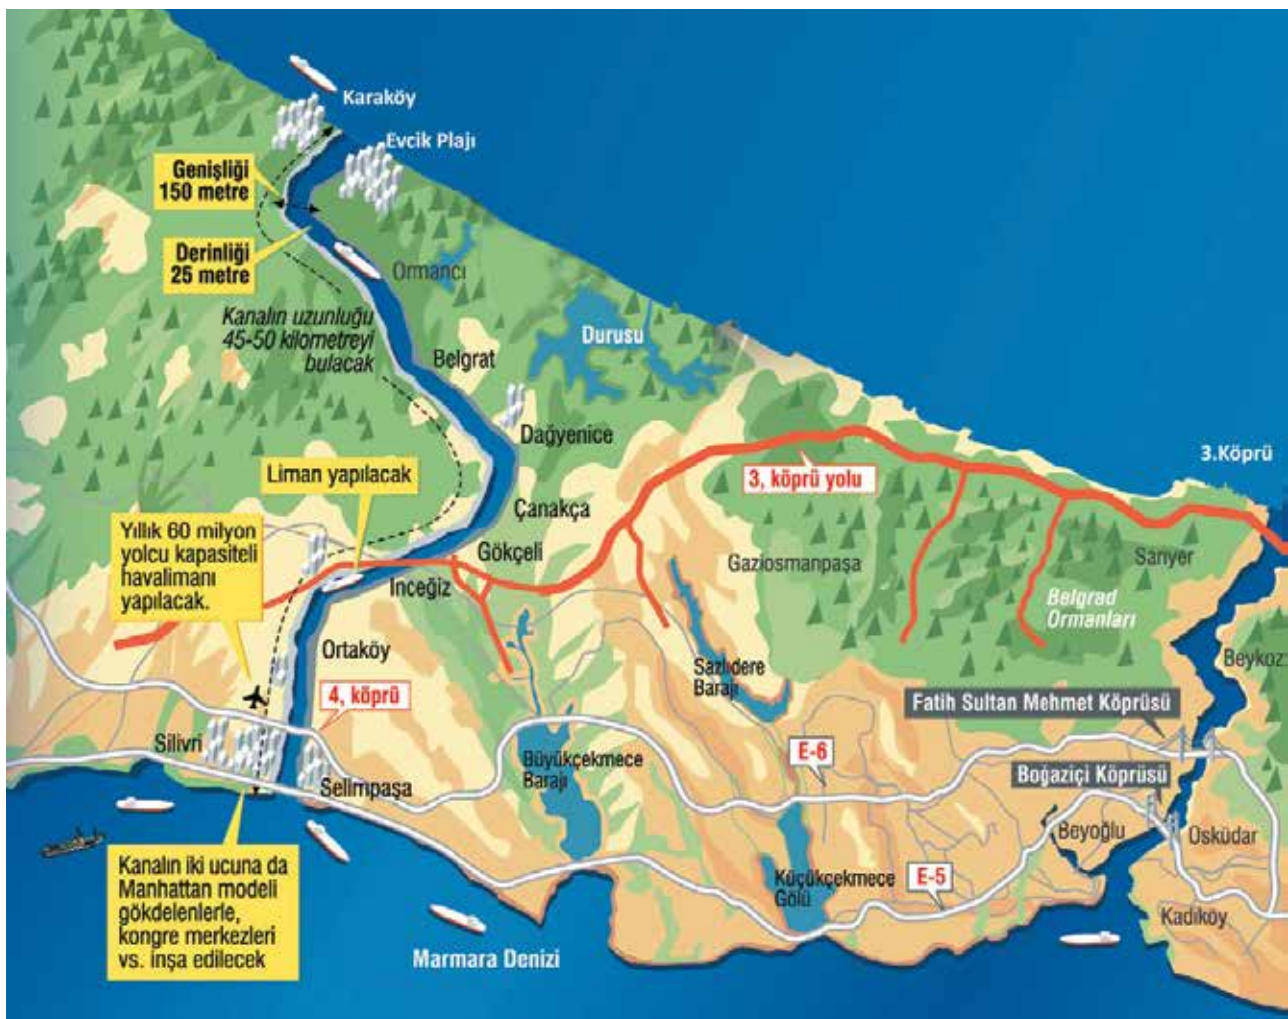 Karaköy
Evcik Plajı
Genişliği
150 metre
Derinliği
25 metre
Ormancı
Kanalın uzunluğu
45-50 kilometreyi
bulacak
Durusu
Belgrat
Dağyenice
3.Köprü
Liman yapılacak
3, köprü yolu
Çanakça
Yıllık 60 milyon
yolcu kapasiteli
havalimanı
yapılacak.
Gökçeli
Inceğiz
Gaziosmanpaşa
Sarıyer
Belgrad
Ormanları
Ortaköy
Beykoz
Sazlıdere
Barajı
4, köprü
Fatih Sultan Mehmet Köprüsü
Silivri
E-6
Büyükçekmece
Barajı
Boğaziçi Köprüsü
Selimpaşa
Beyoğlu
Osküdar
Kanalın iki ucuna da
Manhattan modeli
gökdelenlerle,
kongre merkezleri
vs. inşa edilecek
Küçükçekmece
Gölü
E-5
Kadıköy
Marmara Denizi